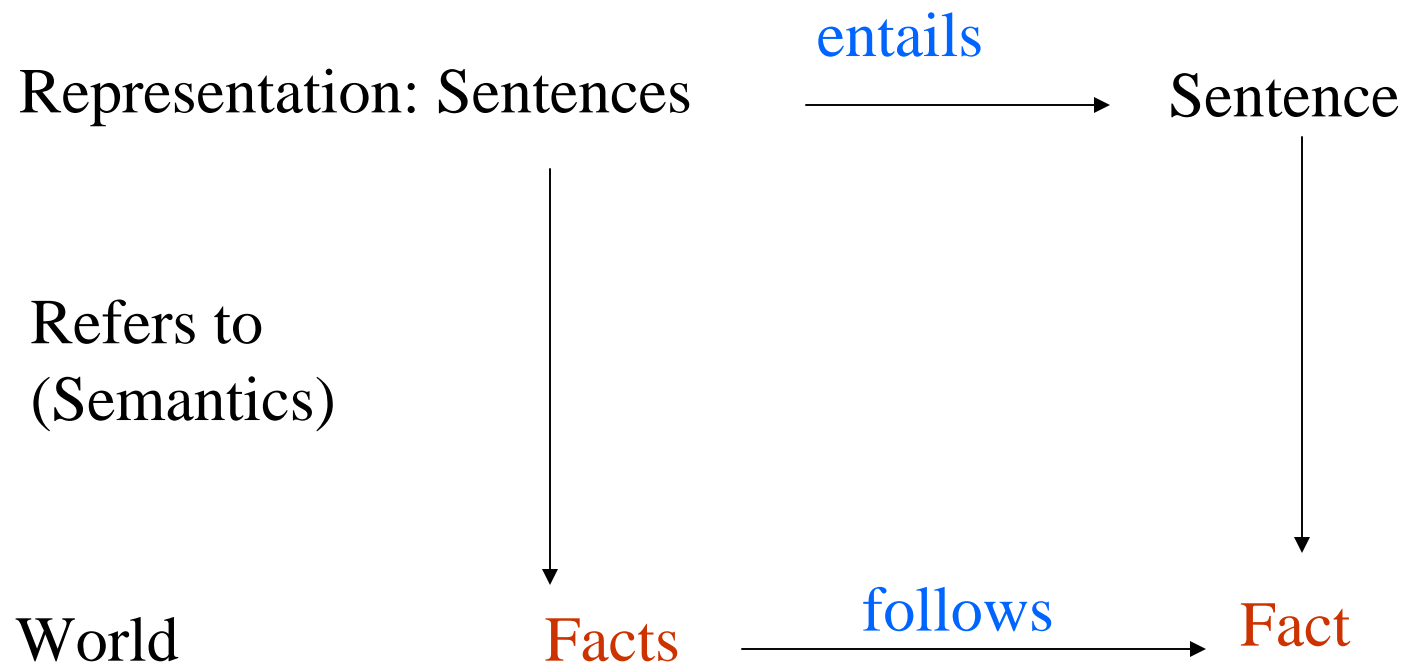 entails
Representation: Sentences
Sentence
Refers to
(Semantics)
follows
World
Facts
Fact